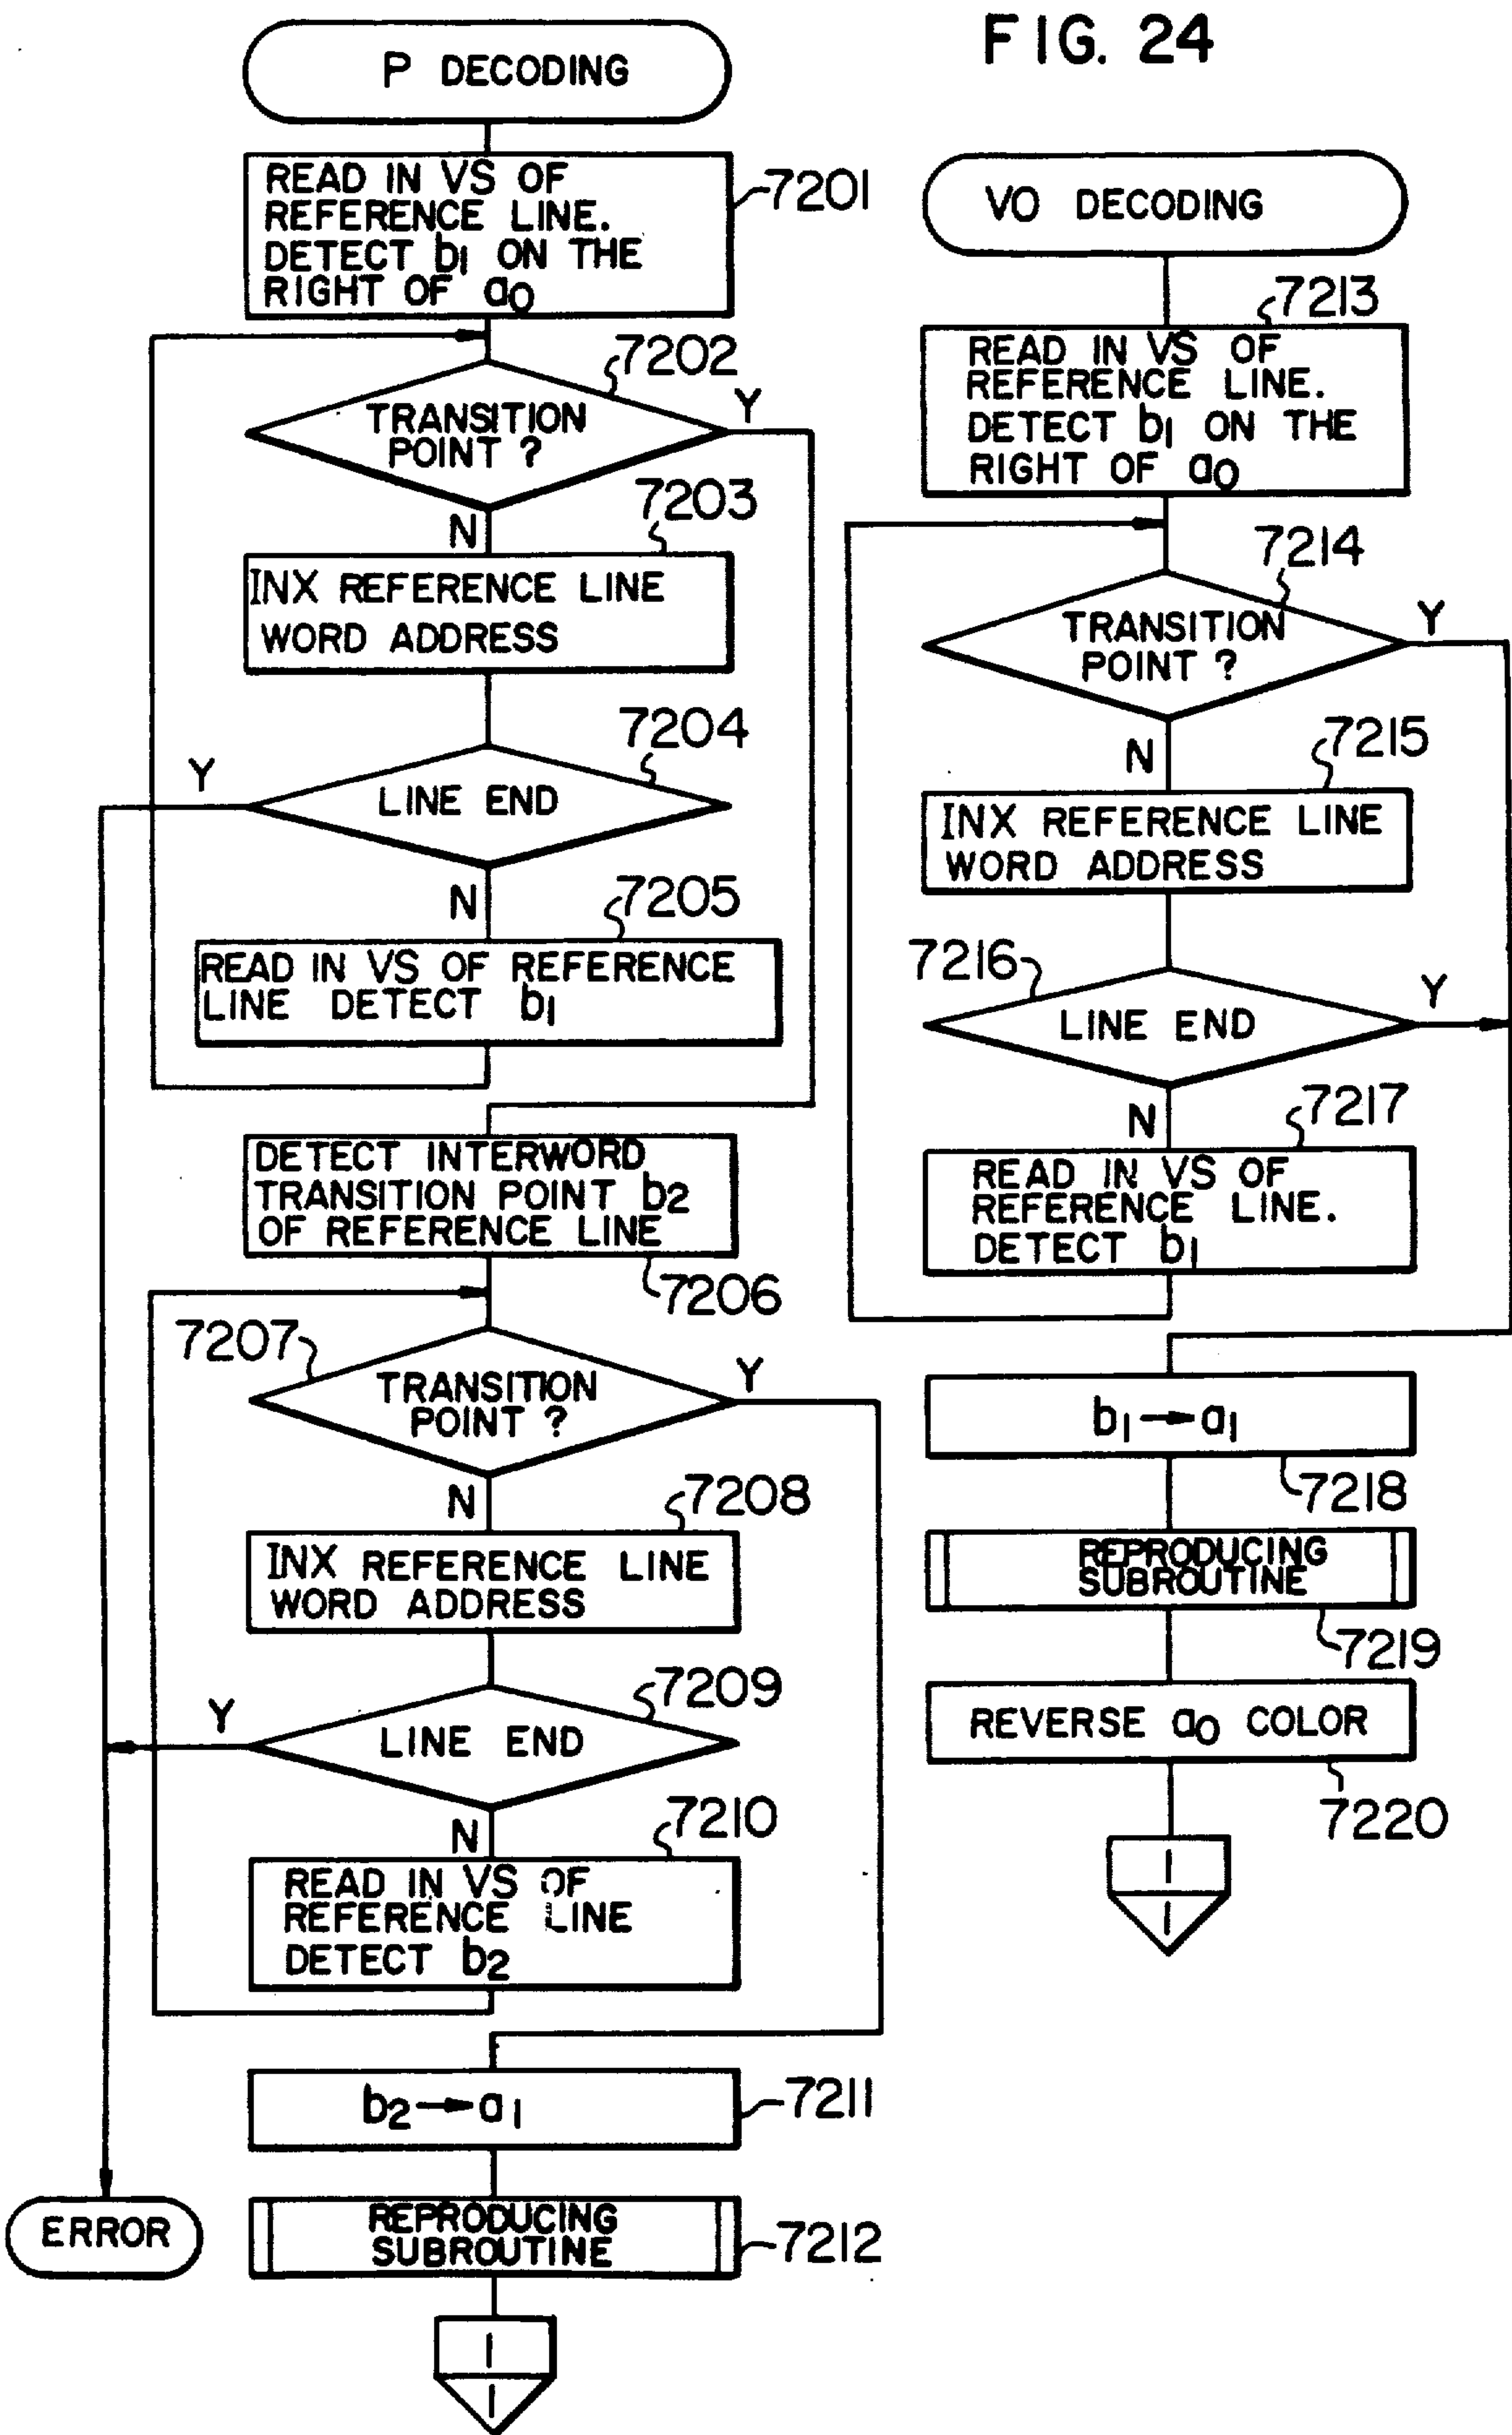 FIG. 24
P DECODING
READ IN VS OF
REFERENCE LINE.
DETECT b1 ON THE
RIGHT OF a0
7201
7202
TRANSITION
POINT ?
Y
N
7203
INX REFERENCE LINE
WORD ADDRESS
7204
LINE END
Y
N
7205
READ IN VS OF REFERENCE
LINE DETECT b1
DETECT INTERWORD
TRANSITION POINT b2
OF REFERENCE LINE
7206
7207
TRANSITION
POINT ?
Y
N
7208
INX REFERENCE LINE
WORD ADDRESS
7209
LINE END
Y
N
7210
READ IN VS OF
REFERENCE LINE
DETECT b2
b2→a1
7211
REPRODUCING
SUBROUTINE
7212
ERROR
1
1
VO DECODING
7213
READ IN VS OF
REFERENCE LINE.
DETECT b1 ON THE
RIGHT OF a0
7214
TRANSITION
POINT ?
Y
N
7215
INX REFERENCE LINE
WORD ADDRESS
7216
LINE END
Y
N
7217
READ IN VS OF
REFERENCE LINE.
DETECT b1
b1→a1
7218
REPRODUCING
SUBROUTINE
7219
REVERSE a0 COLOR
7220
1
1